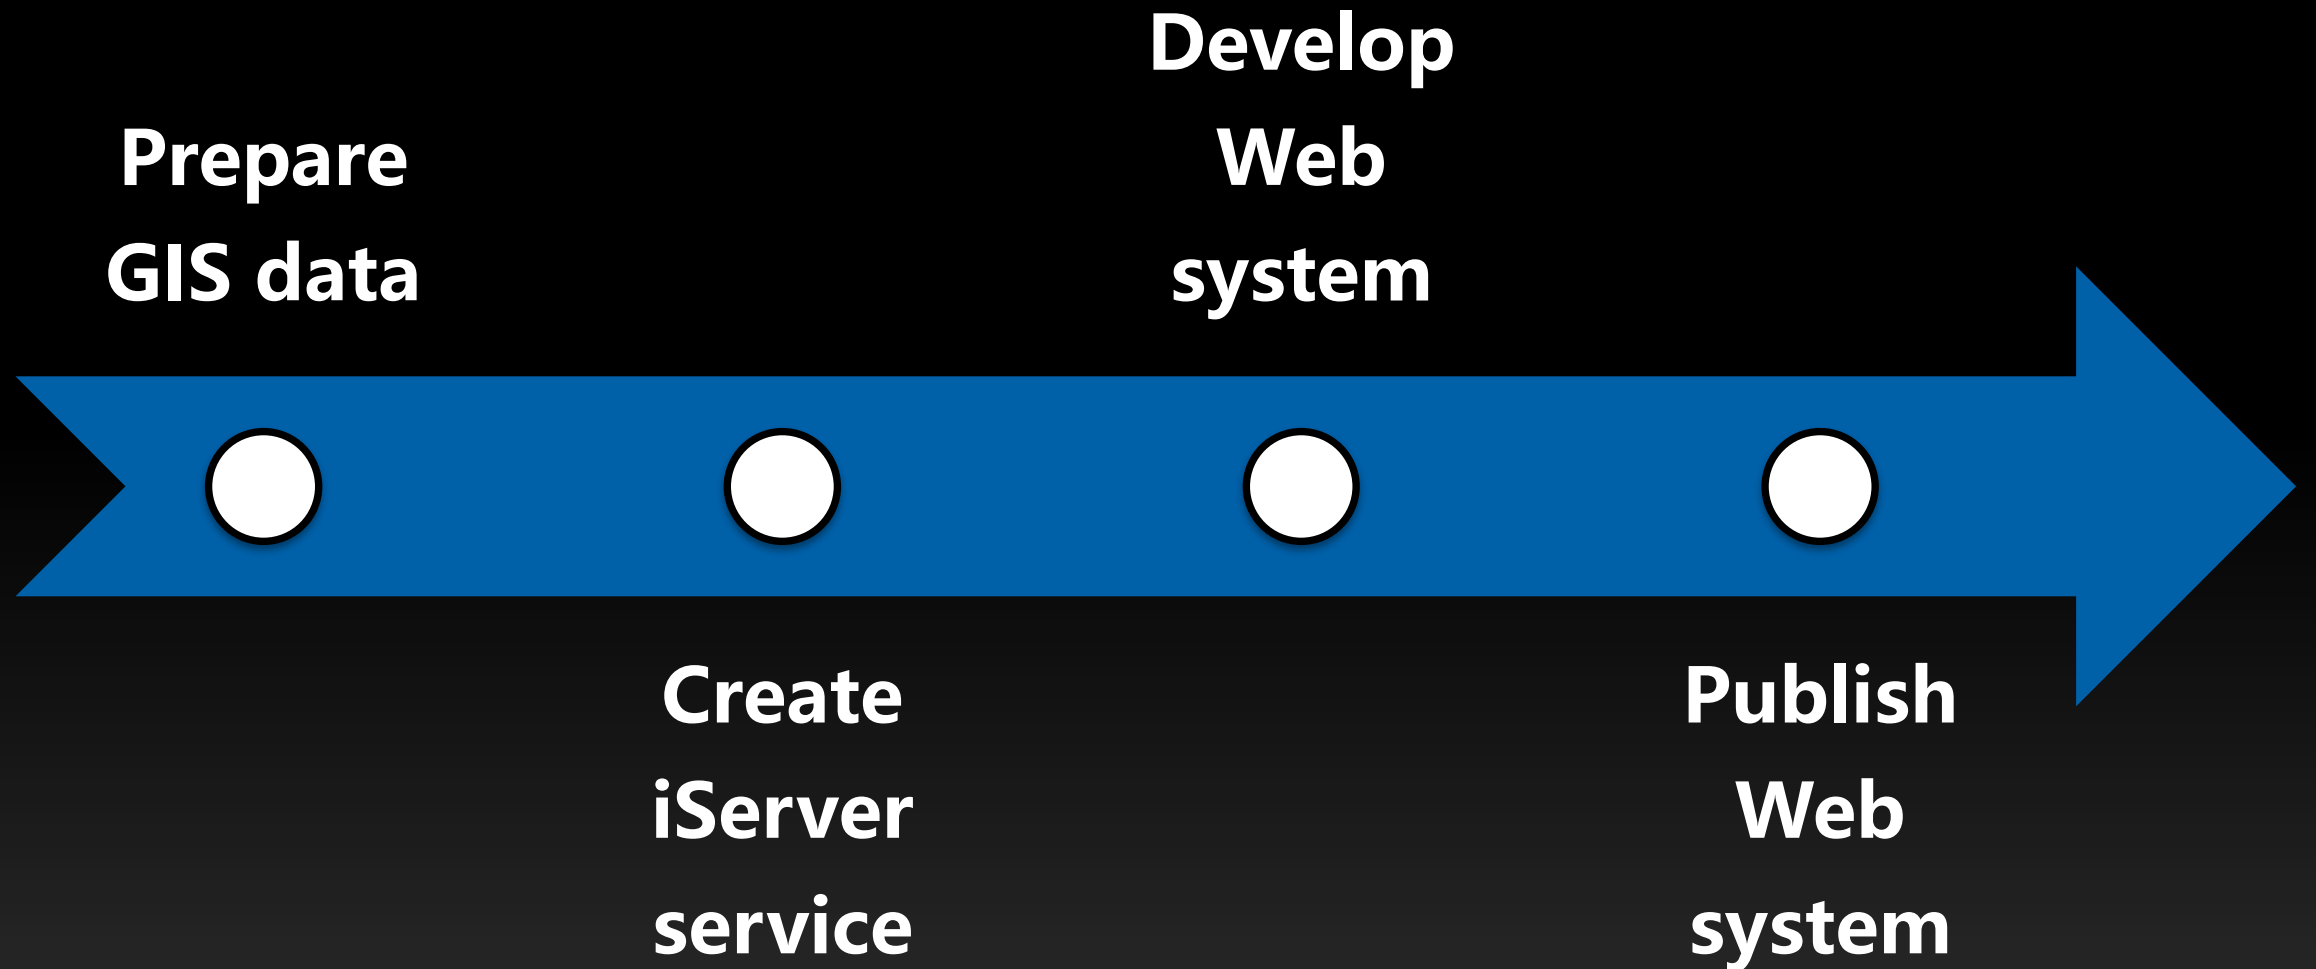 Prepare
GIS data
Create
iServer
service
Develop
Web
system
Publish
Web
system